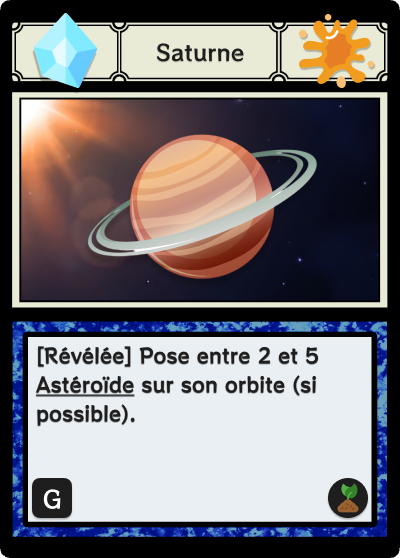 Saturne
[Révélée] Pose entre 2 et 5
Astéroïde sur son orbite (si
possible).
G